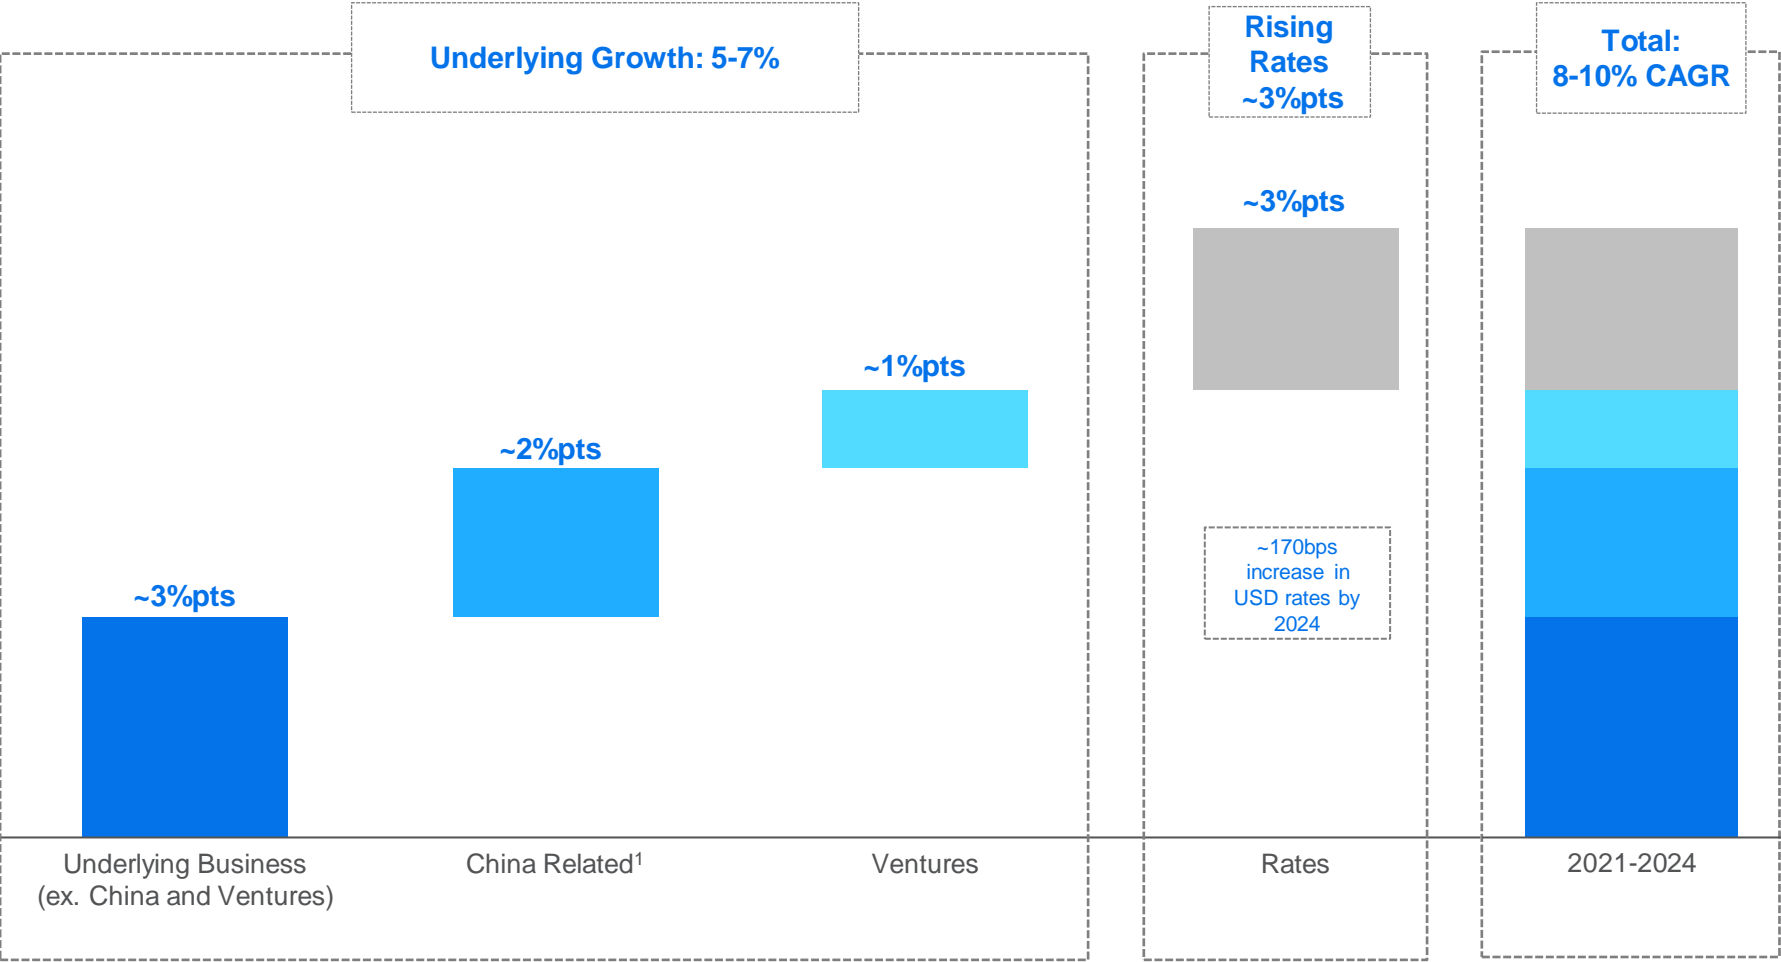 Underlying Growth: 5-7%
Rising
Rates
~3%pts
Total:
8-10% CAGR
~3%pts
~2%pts
~1%pts
~3%pts
~170bps
increase in
USD rates by
2024
Underlying Business
(ex. China and Ventures)
China Related¹
Ventures
Rates
2021-2024